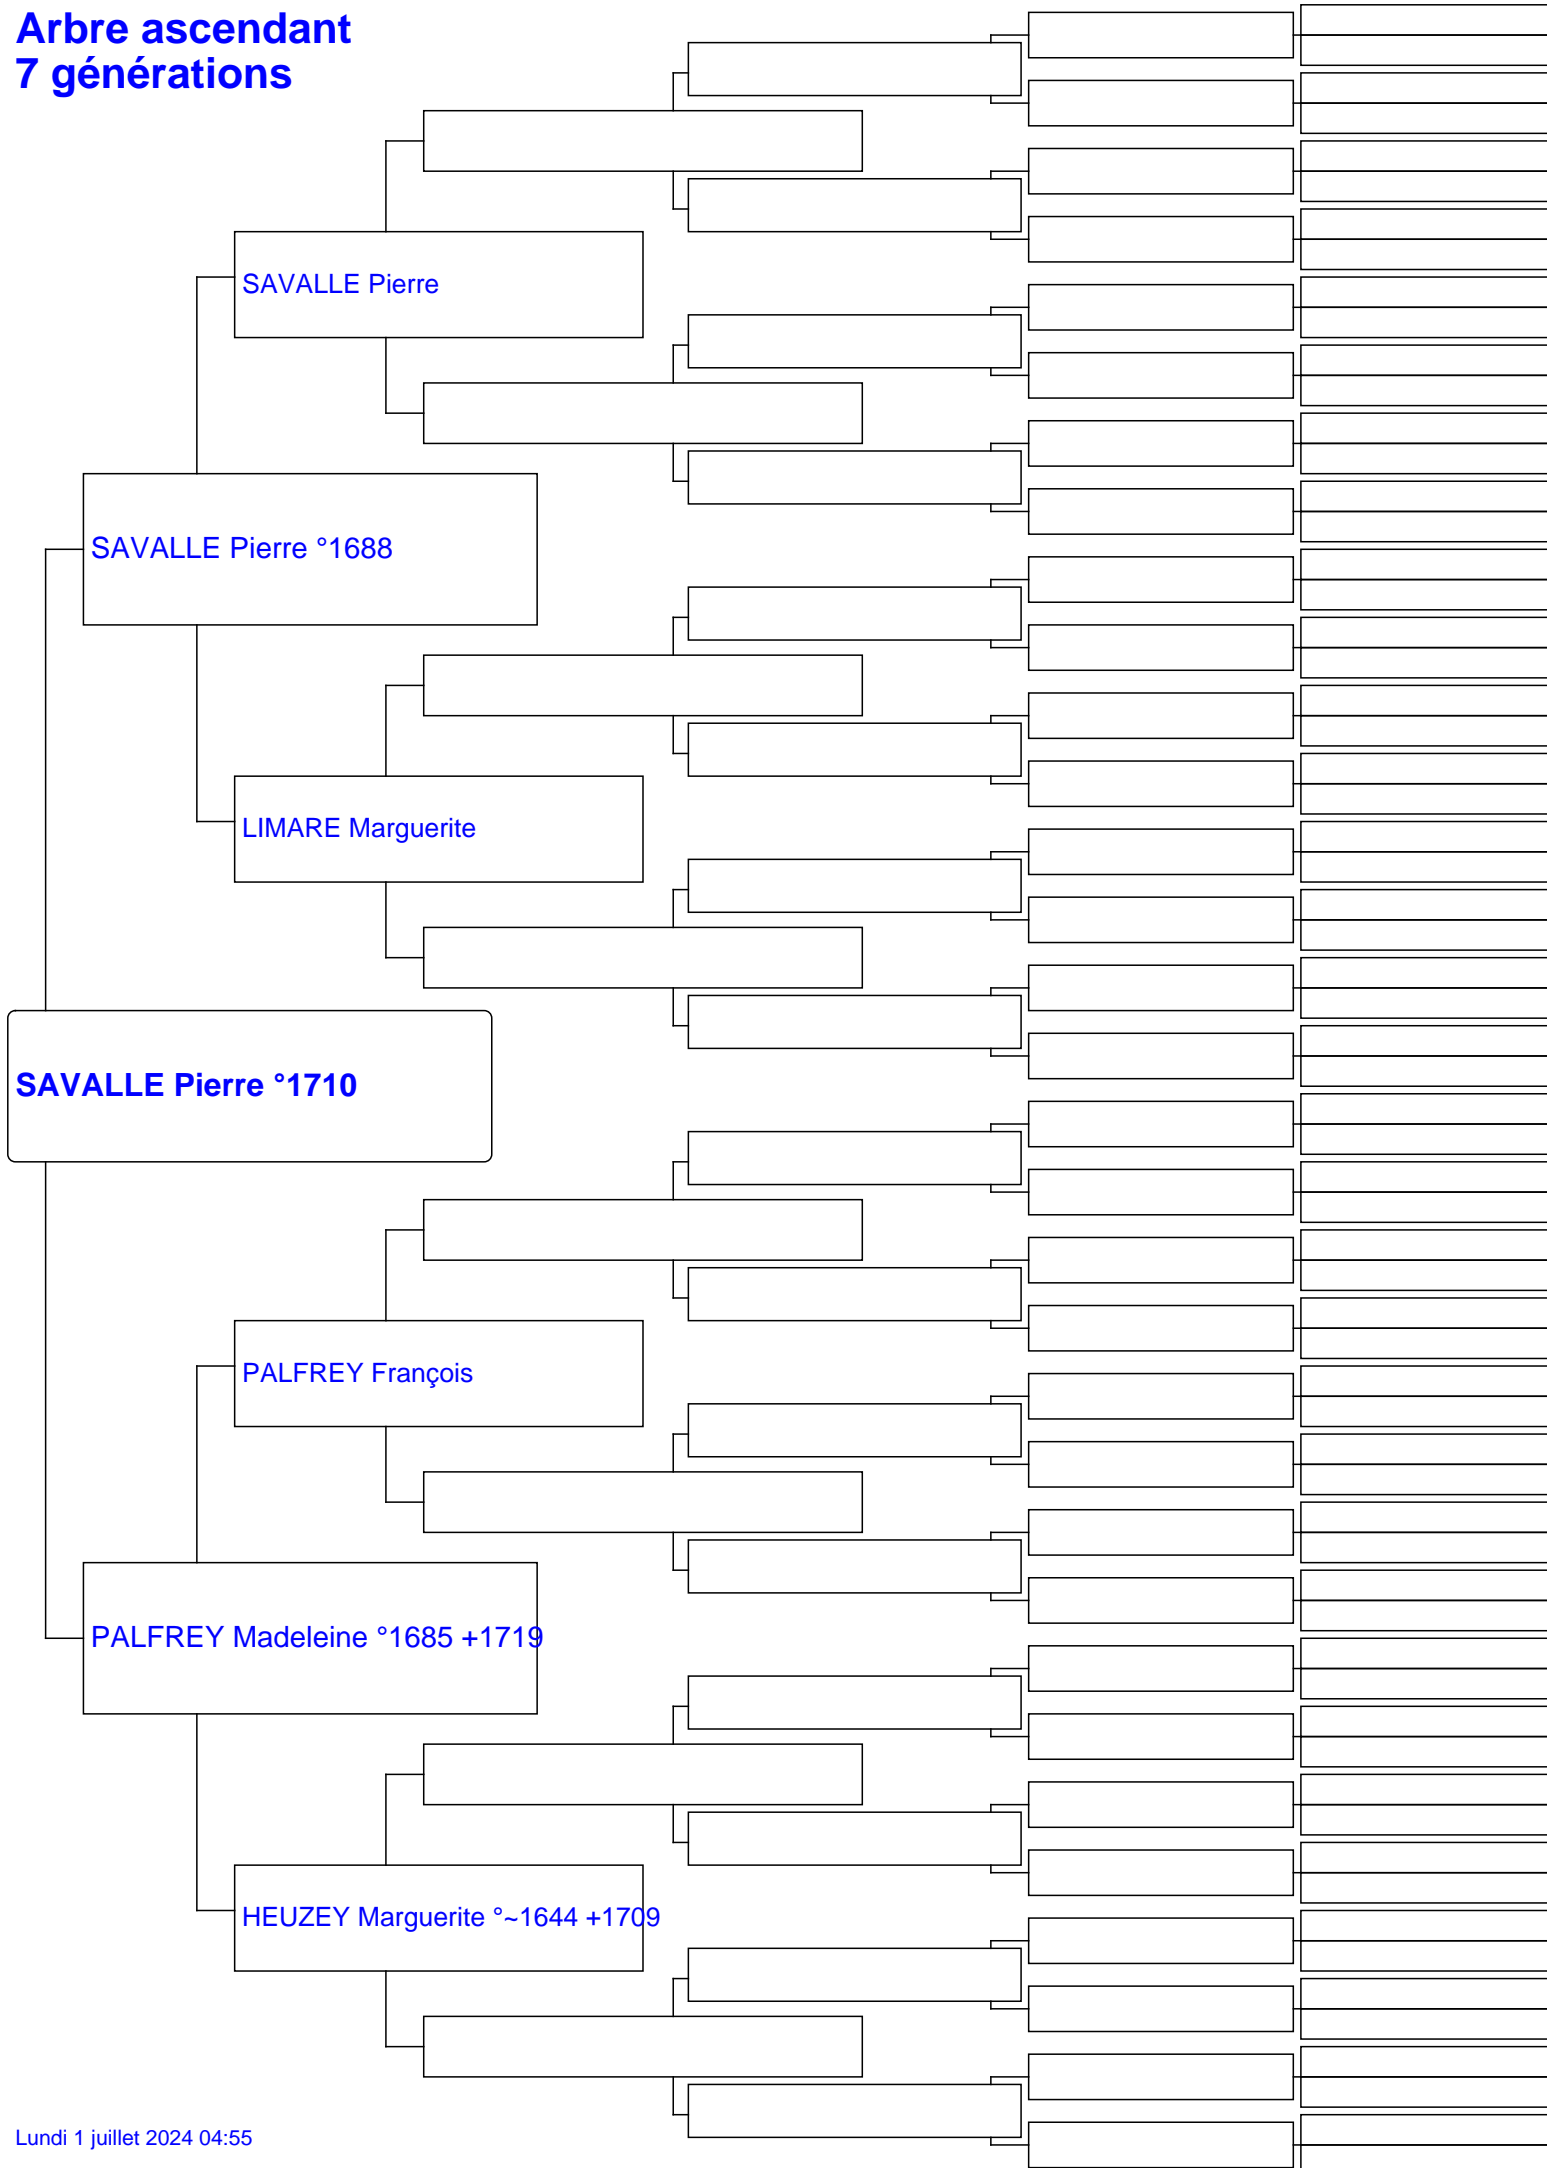 Arbre ascendant
7 générations
SAVALLE Pierre
SAVALLE Pierre °1688
LIMARE Marguerite
SAVALLE Pierre °1710
PALFREY François
PALFREY Madeleine °1685 +1719
HEUZEY Marguerite °~1644 +1709
Lundi 1 juillet 2024 04:55